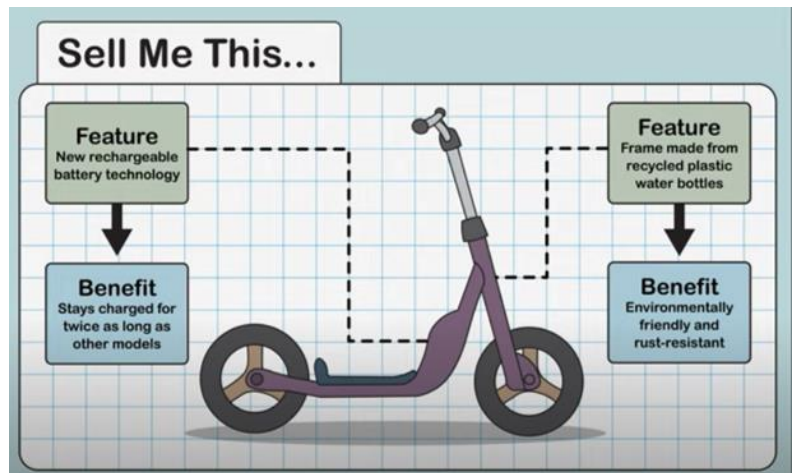 Sell Me This...
Feature
New rechargeable
battery technology
Benefit
Stays charged for
twice as long as
other models
Feature
Frame made from
recycled plastic
water bottles
Benefit
Environmentally
friendly and
rust-resistant